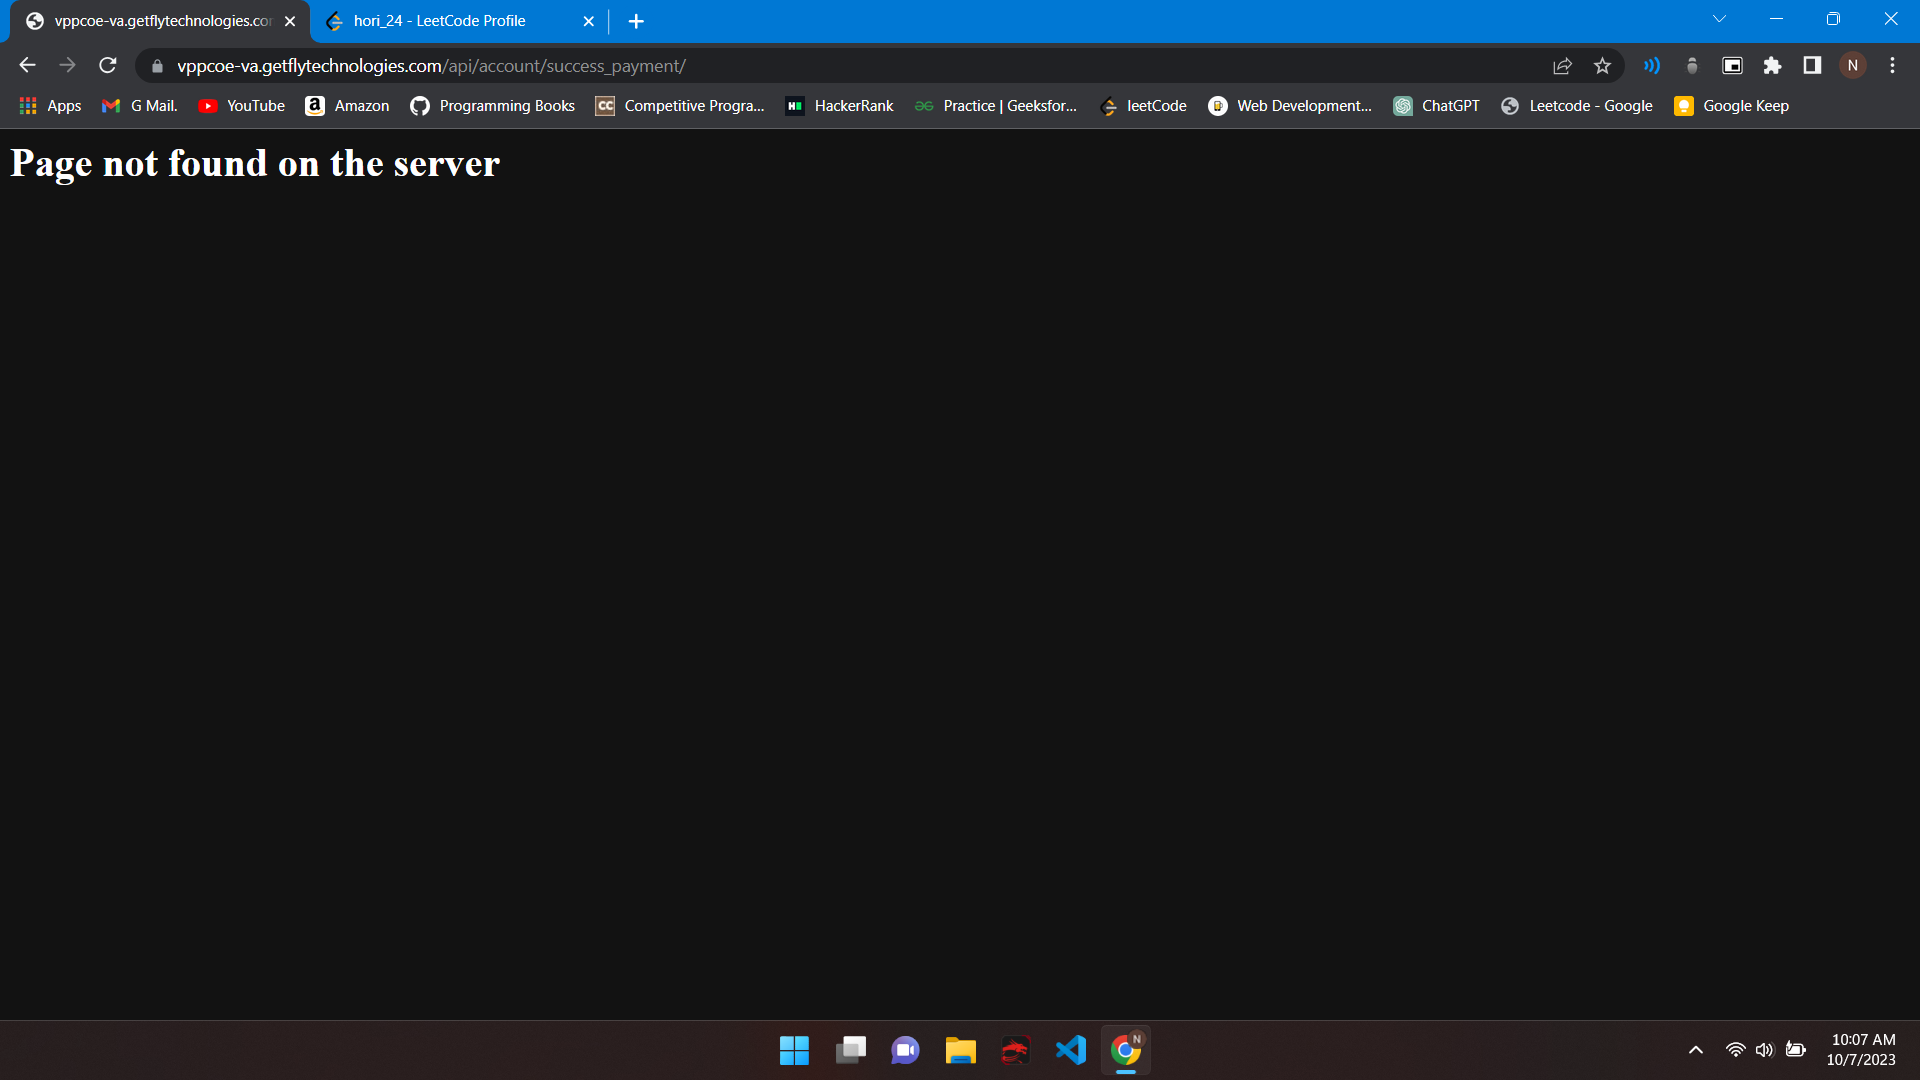 vppcoe-va.getflytechnologies.com
hori_24 - LeetCode Profile
vppcoe-va.getflytechnologies.com/api/account/success_payment/
N
Apps
G Mail.
YouTube
Amazon
Programming Books
CC
Competitive Progra...
H
HackerRank
Practice | Geeksfor...
leetCode
Web Development...
ChatGPT
Leetcode - Google
Google Keep
Page not found on the server
N
10:07 AM
10/7/2023